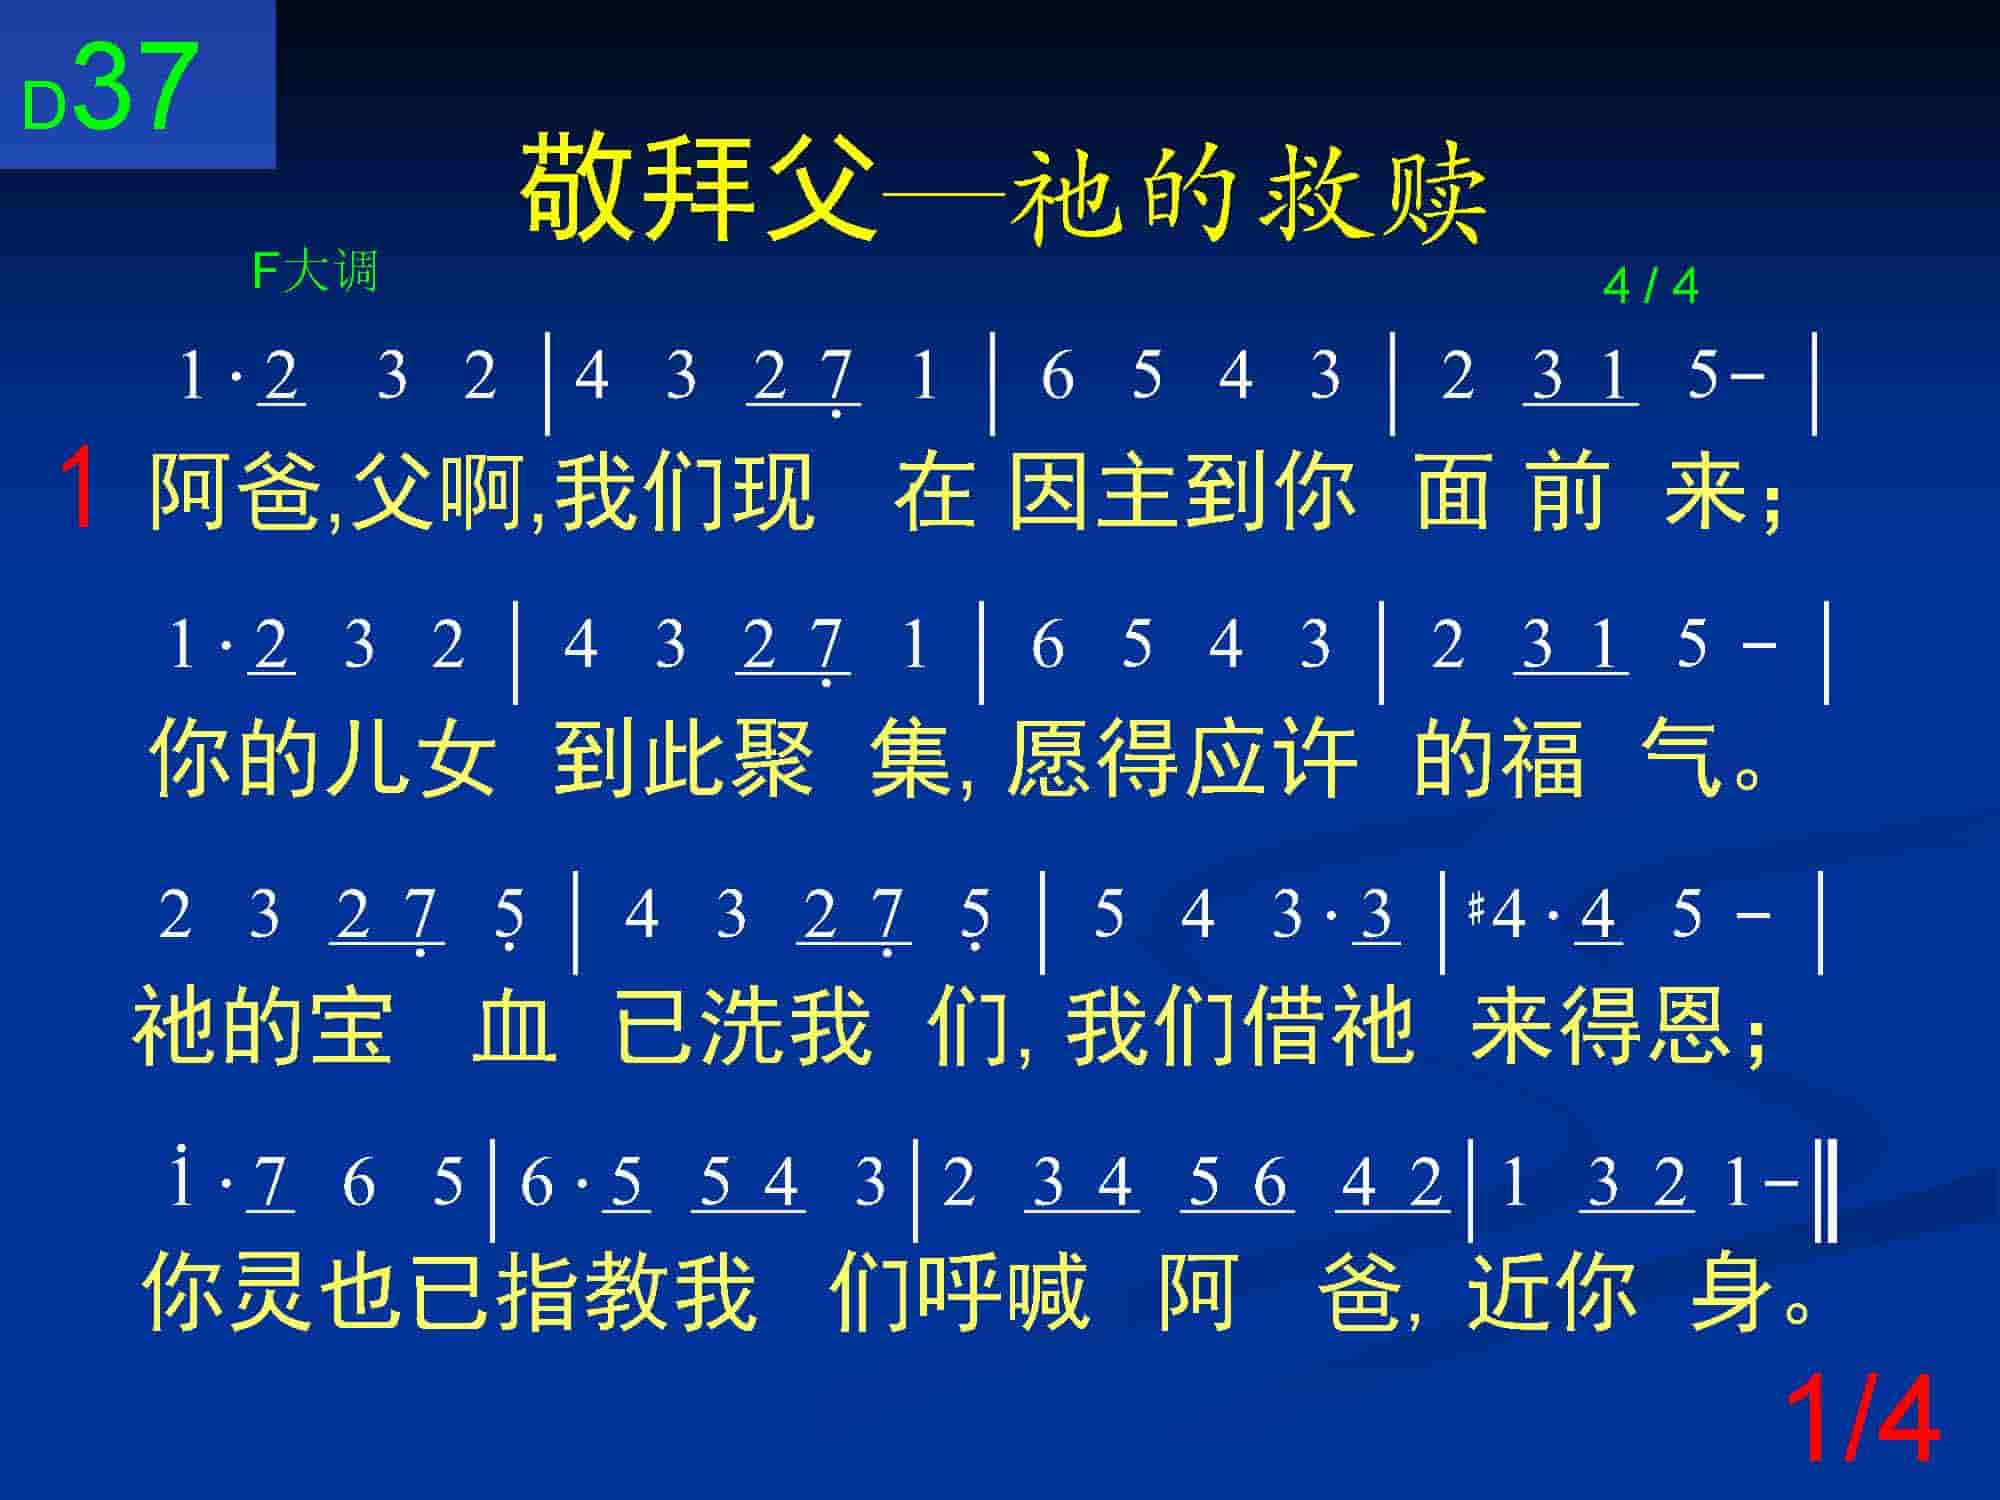 D37
敬拜父—祂的救赎
F大调 4/4
1·2 3 2 | 4 3 2 7̣ 1 | 6 5 4 3 | 2 3 1 5– |
1 阿爸,父啊,我们现 在 因主到你 面前 来;
1·2 3 2 | 4 3 2 7̣ 1 | 6 5 4 3 | 2 3 1 5 – |
你的儿女 到此聚 集,愿得应许 的福 气。
2 3 2 7̣ 5̣ | 4 3 2 7̣ 5̣ | 5 4 3·3 | ♯4·4 5 – |
祂的宝 血 已洗我 们,我们借祂 来得恩;
1̇·7 6 5 | 6·5 5 4 3 | 2 3 4 5 6 4 2 | 1 3 2 1– ‖
你灵也已指教我 们呼喊 阿 爸,近你 身。
1/4